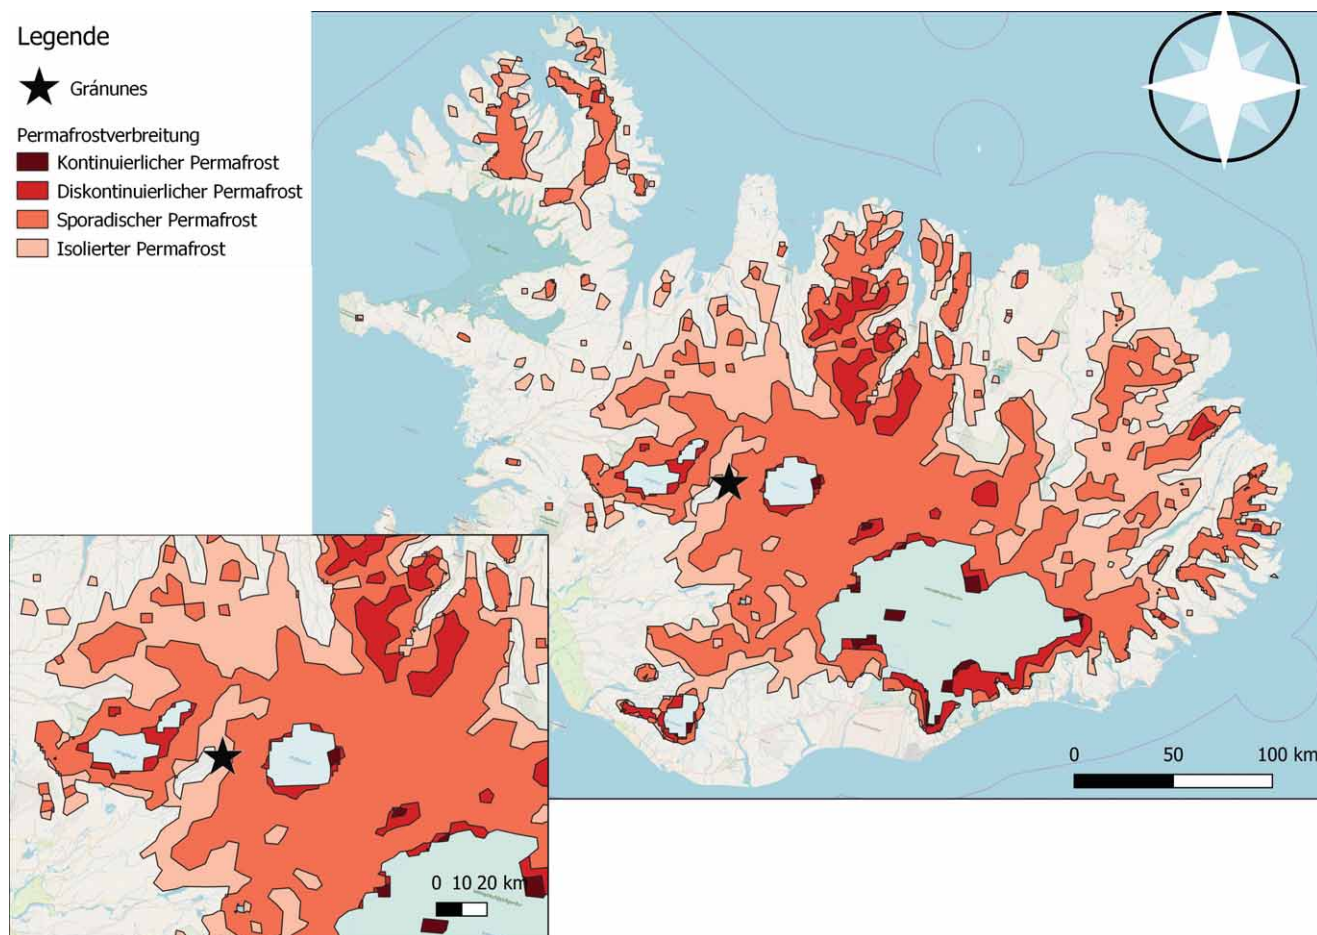 Legende
Gránunes
Permafrostverbreitung
Kontinuierlicher Permafrost
Diskontinuierlicher Permafrost
Sporadischer Permafrost
Isolierter Permafrost
0 50 100 km
0 10 20 km